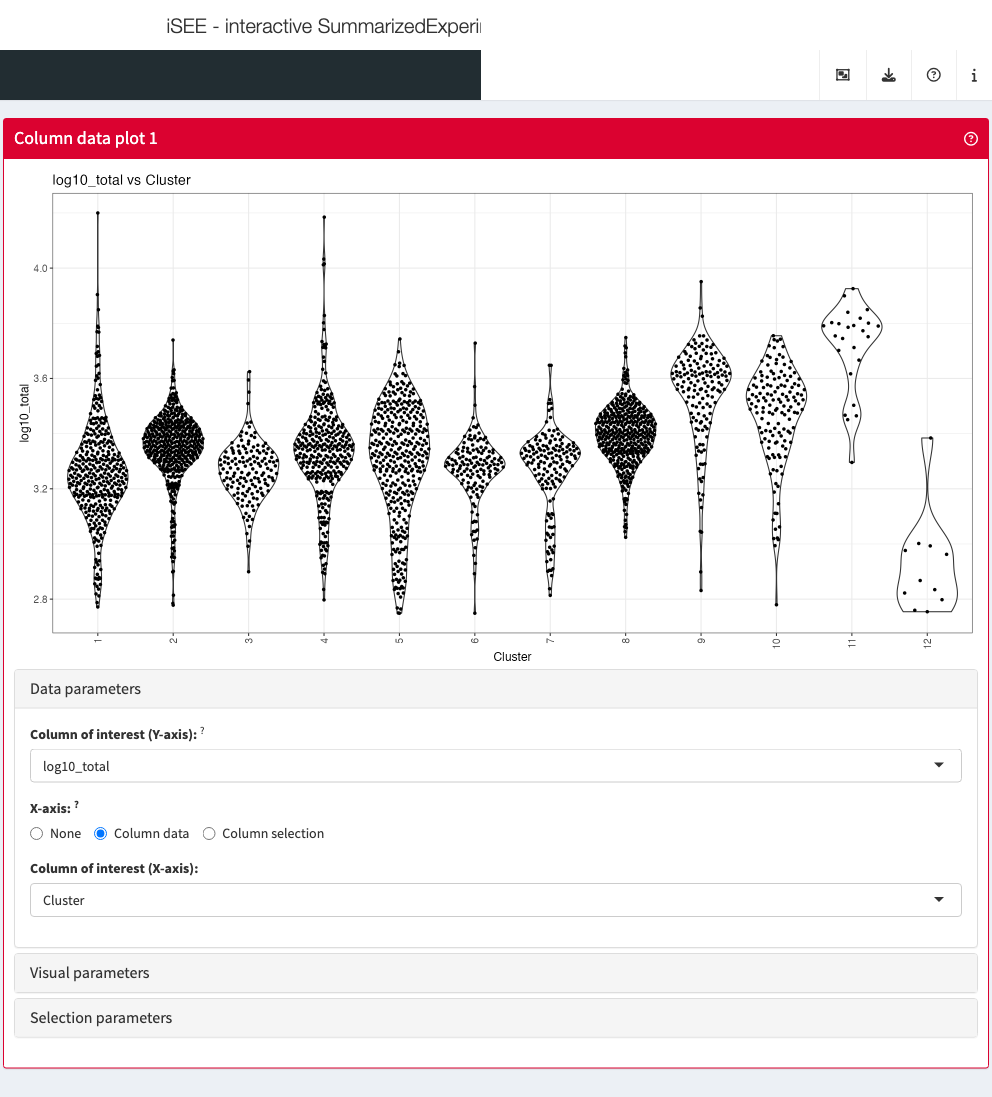 iSEE - interactive SummarizedExperi
Column data plot 1
log10_total vs Cluster
4.0
3.6
3.2
2.8
log10_total
1 2 3 4 5 6 7 8 9 10 11 12
Cluster
Data parameters
Column of interest (Y-axis): ?
log10_total
X-axis: ?
None Column data Column selection
Column of interest (X-axis):
Cluster
Visual parameters
Selection parameters